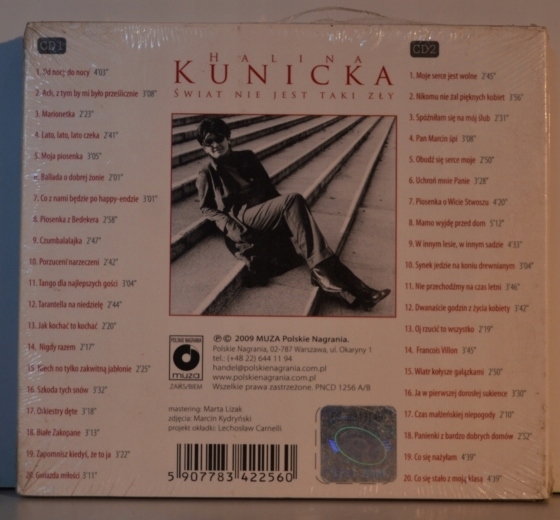 CD1
1. Od nocy do nocy 4'03"
2. Ach, z tym by mi było prześlicznie 3'08"
3. Marionetka 2'23"
4. Lato, lato, lato czeka 2'41"
5. Moja piosenka 3'05"
6. Ballada o dobrej żonie 2'01"
7. Co z nami będzie po happy-endzie 3'01"
8. Piosenka z Bedekera 2'58"
9. Czumbalalajka 2'47"
10. Porzuceni narzeczeni 2'42"
11. Tango dla najlepszych gości 3'04"
12. Tarantella na niedzielę 2'44"
13. Jak kochać to kochać 2'20"
14. Nigdy razem 2'17"
15. Niech no tylko zakwitną jabłonie 2'25"
16. Szkoda tych snów 3'32"
17. Orkiestry dęte 3'18"
18. Białe Zakopane 3'13"
19. Zapomnisz kiedyś, że to ja 3'22"
20. Gwiazda miłości 3'11"
HALINA
KUNICKA
ŚWIAT NIE JEST TAKI ZŁY
POLSKIE NAGRANIA
muza
ZAIKS/BIEM
℗© 2009 MUZA Polskie Nagrania.
Polskie Nagrania, 02-787 Warszawa, ul. Okaryny 1
tel.: (+48 22) 644 11 94
handel@polskienagrania.com.pl
www.polskienagrania.com.pl
Wszelkie prawa zastrzeżone. PNCD 1256 A/B
mastering: Marta Lizak
zdjęcia: Marcin Kydryński
projekt okładki: Lechosław Carnelli
5 907783 422560
CD2
1. Moje serce jest wolne 2'45"
2. Nikomu nie żal pięknych kobiet 3'56"
3. Spóźniłam się na mój ślub 2'31"
4. Pan Marcin śpi 3'08"
5. Obudź się serce moje 2'50"
6. Uchroń mnie Panie 3'28"
7. Piosenka o Wicie Stwoszu 4'20"
8. Mamo wyjdę przed dom 5'12"
9. W innym lesie, w innym sadzie 4'33"
10. Synek jedzie na koniu drewnianym 3'04"
11. Nie przechodźmy na czas letni 3'46"
12. Dwanaście godzin z życia kobiety 3'42"
13. Oj rzucić to wszystko 2'19"
14. Francois Villon 3'45"
15. Wiatr kołysze gałązkami 2'50"
16. Ja w pierwszej dorosłej sukience 3'30"
17. Czas małżeńskiej niepogody 2'10"
18. Panienki z bardzo dobrych domów 2'52"
19. Co się nażyłam 4'39"
20. Co się stało z moją klasą 4'39"